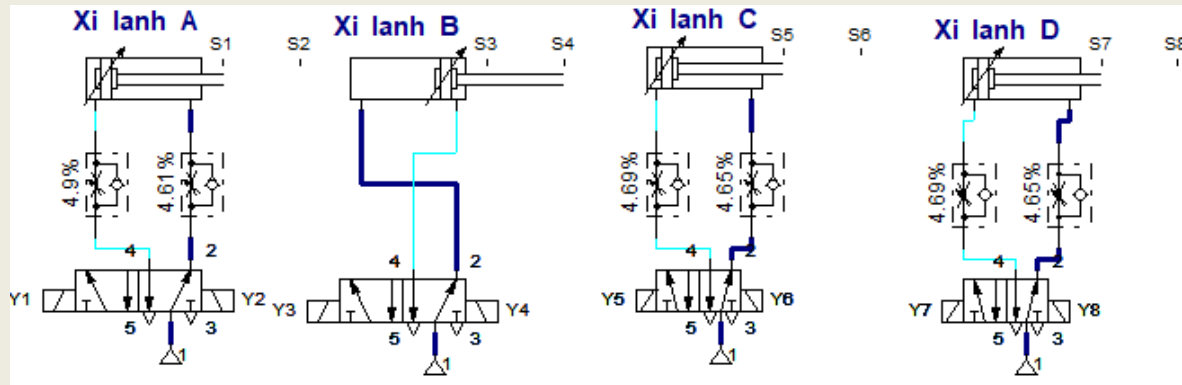 Xi lanh A
S1
S2
Xi lanh B
S3
S4
Xi lanh C
S5
S6
Xi lanh D
S7
S8
4.9%
4.61%
4.69%
4.65%
4.69%
4.65%
4
2
4
2
4
2
4
2
Y1
Y2
Y3
Y4
Y5
Y6
Y7
Y8
5
3
5
3
5
3
5
3
1
1
1
1